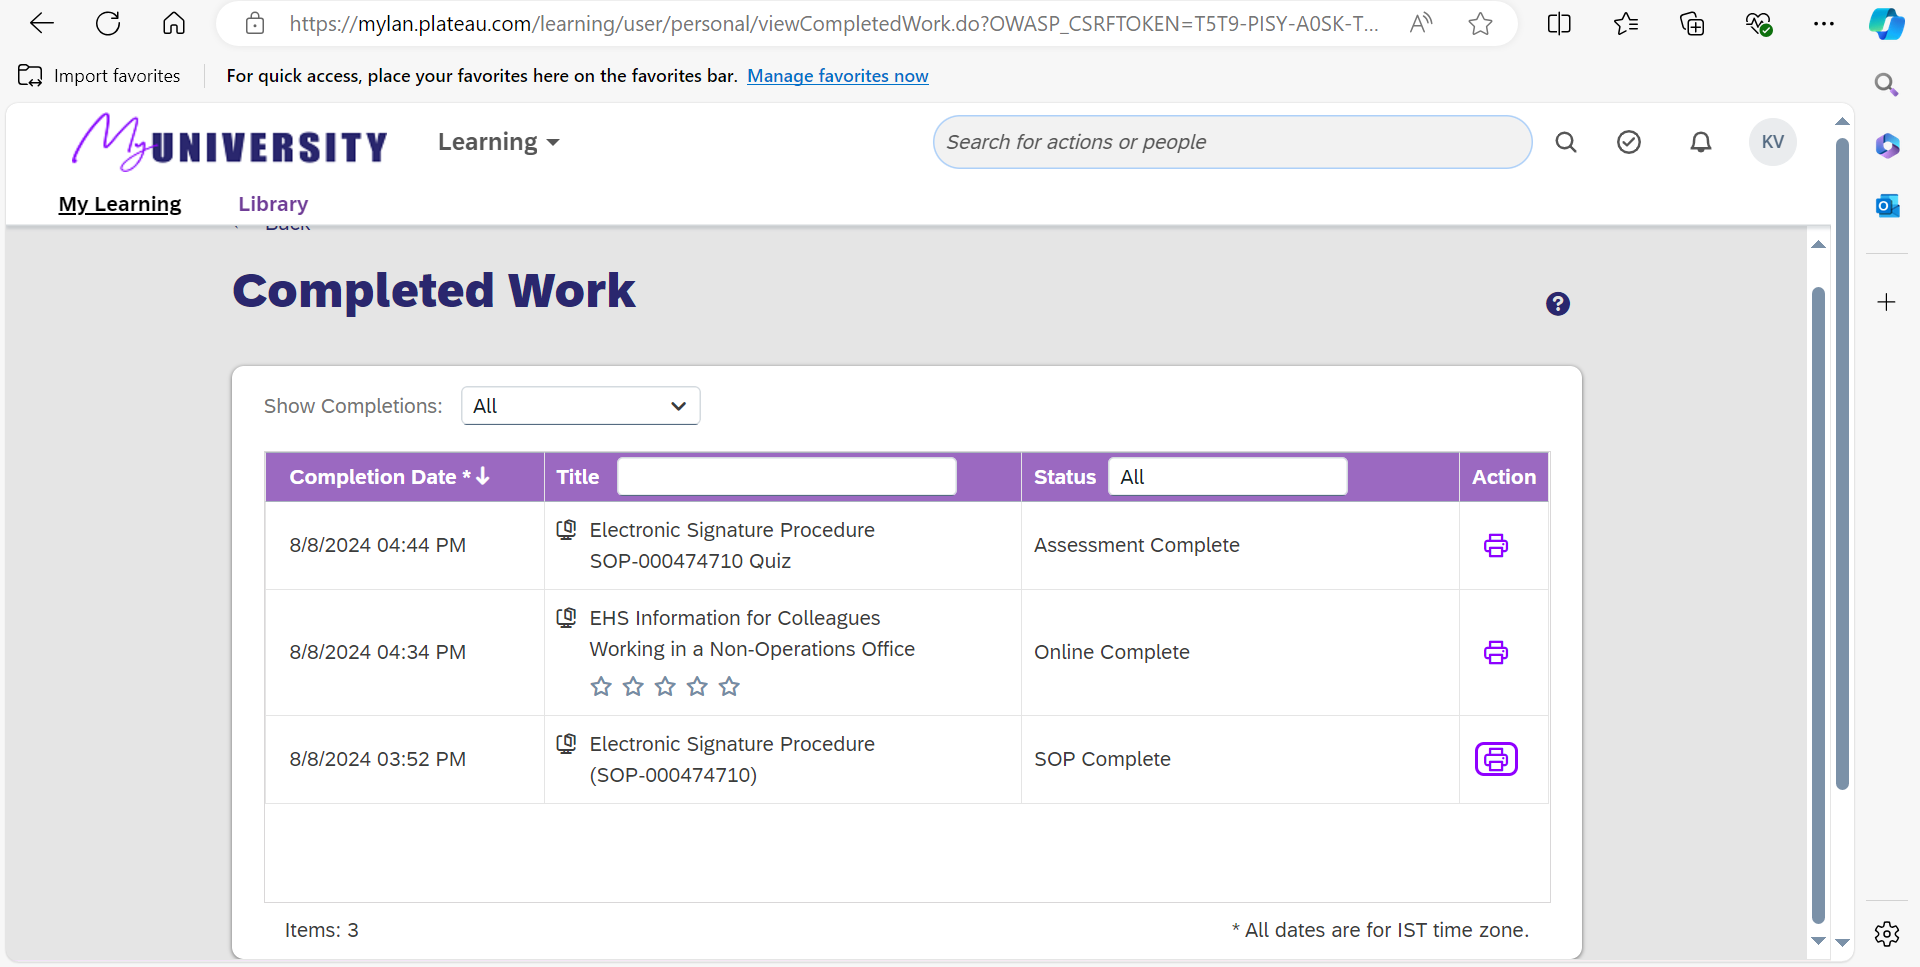 https://mylan.plateau.com/learning/user/personal/viewCompletedWork.do?OWASP_CSRFTOKEN=T5T9-PISY-A0SK-T...
Import favorites
For quick access, place your favorites here on the favorites bar. Manage favorites now
My UNIVERSITY
Learning
Search for actions or people
KV
My Learning
Library
Back
Completed Work
Show Completions: All
Completion Date * Title Status All Action
8/8/2024 04:44 PM
Electronic Signature Procedure
SOP-000474710 Quiz
Assessment Complete
8/8/2024 04:34 PM
EHS Information for Colleagues
Working in a Non-Operations Office
Online Complete
8/8/2024 03:52 PM
Electronic Signature Procedure
(SOP-000474710)
SOP Complete
Items: 3
* All dates are for IST time zone.